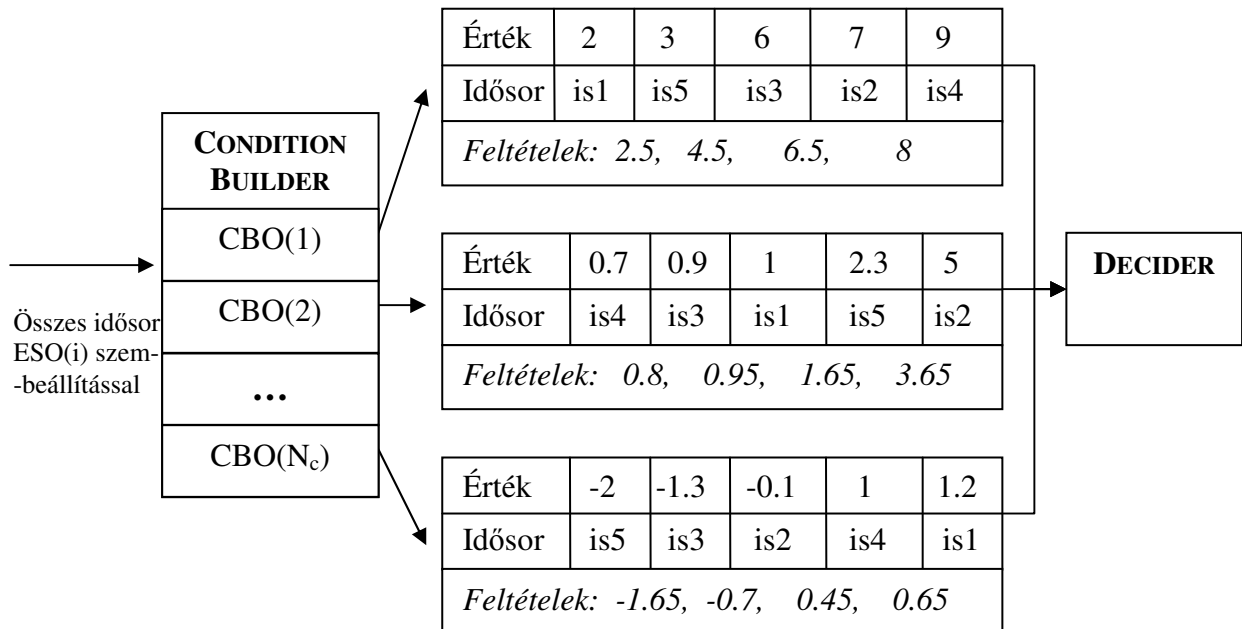 Érték 2 3 6 7 9
Idősor is1 is5 is3 is2 is4
Feltételek: 2.5, 4.5, 6.5, 8
CONDITION
BUILDER
CBO(1)
CBO(2)
...
CBO(Nc)
Összes idősor
ESO(i) szem-
-beállítással
Érték 0.7 0.9 1 2.3 5
Idősor is4 is3 is1 is5 is2
Feltételek: 0.8, 0.95, 1.65, 3.65
DECIDER
Érték -2 -1.3 -0.1 1 1.2
Idősor is5 is3 is2 is4 is1
Feltételek: -1.65, -0.7, 0.45, 0.65